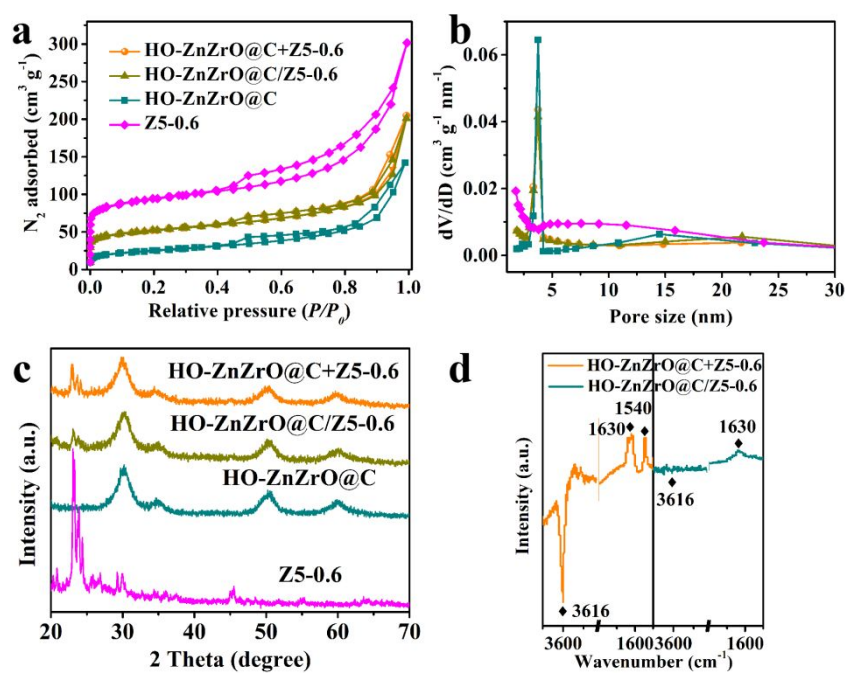 a
HO-ZnZrO@C+Z5-0.6
HO-ZnZrO@C/Z5-0.6
HO-ZnZrO@C
Z5-0.6
N2 adsorbed (cm³ g⁻¹)
300
250
200
150
100
50
0
0.0 0.2 0.4 0.6 0.8 1.0
Relative pressure (P/P0)
b
dV/dD (cm³ g⁻¹ nm⁻¹)
0.06
0.04
0.02
0.00
5 10 15 20 25 30
Pore size (nm)
c
HO-ZnZrO@C+Z5-0.6
HO-ZnZrO@C/Z5-0.6
HO-ZnZrO@C
Z5-0.6
Intensity (a.u.)
20 30 40 50 60 70
2 Theta (degree)
d
HO-ZnZrO@C+Z5-0.6
HO-ZnZrO@C/Z5-0.6
1630 1540
1630
3616
3616
Intensity (a.u.)
3600 1600 3600 1600
Wavenumber (cm⁻¹)